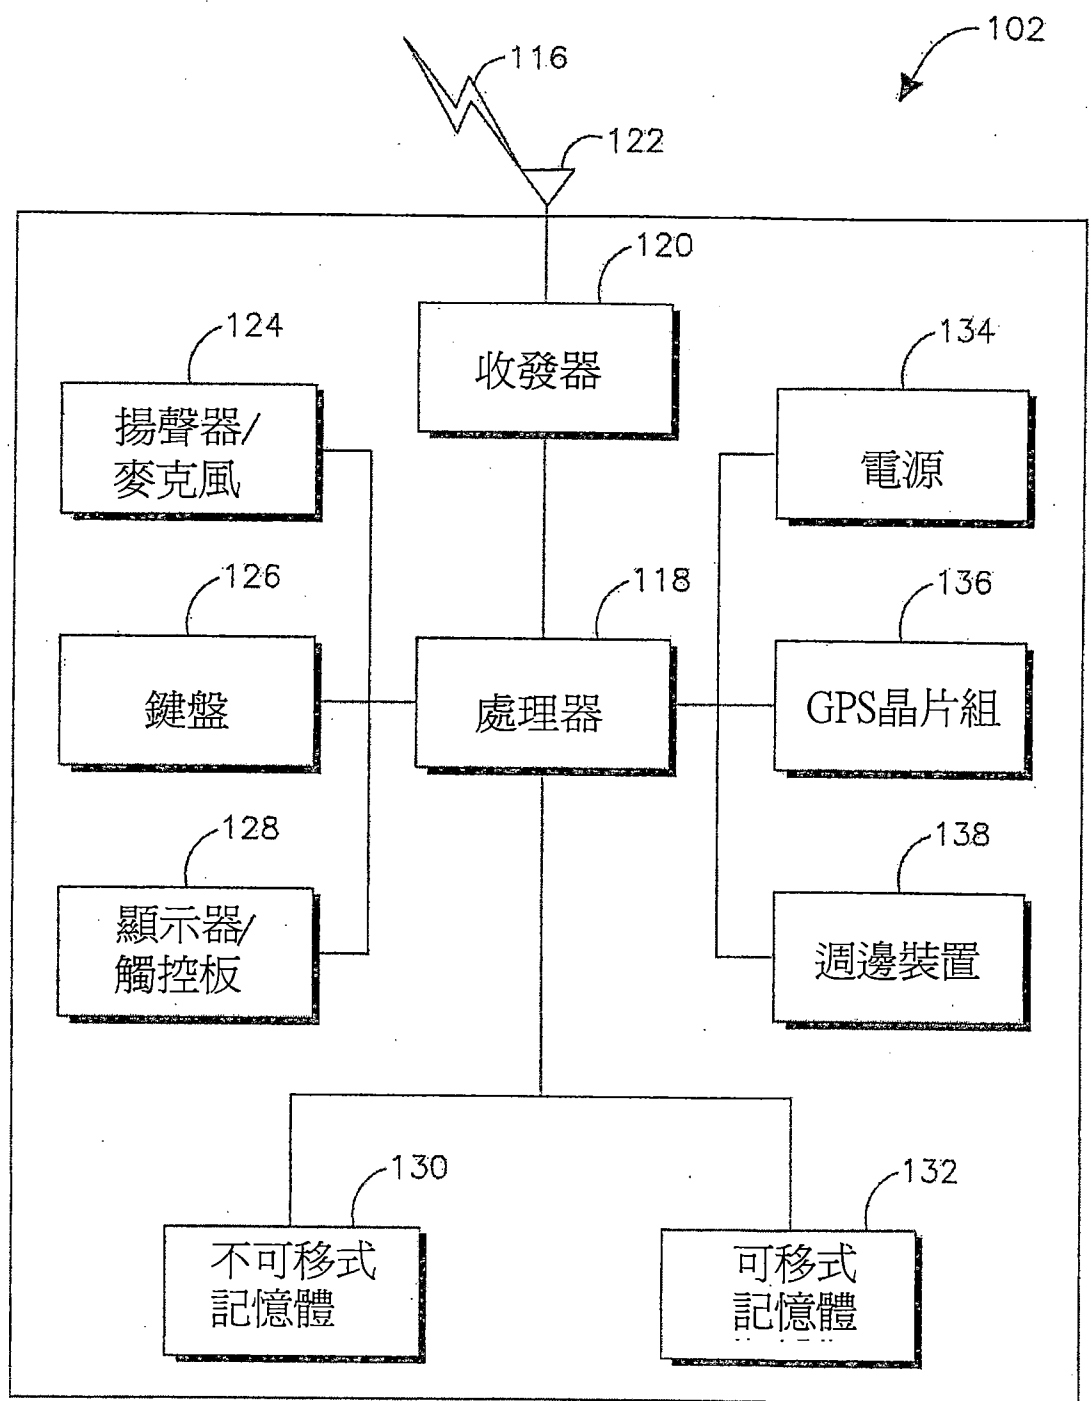 102
116
122
120
收發器
124
揚聲器/
麥克風
134
電源
126
鍵盤
118
處理器
136
GPS晶片組
128
顯示器/
觸控板
138
週邊裝置
130
不可移式
記憶體
132
可移式
記憶體